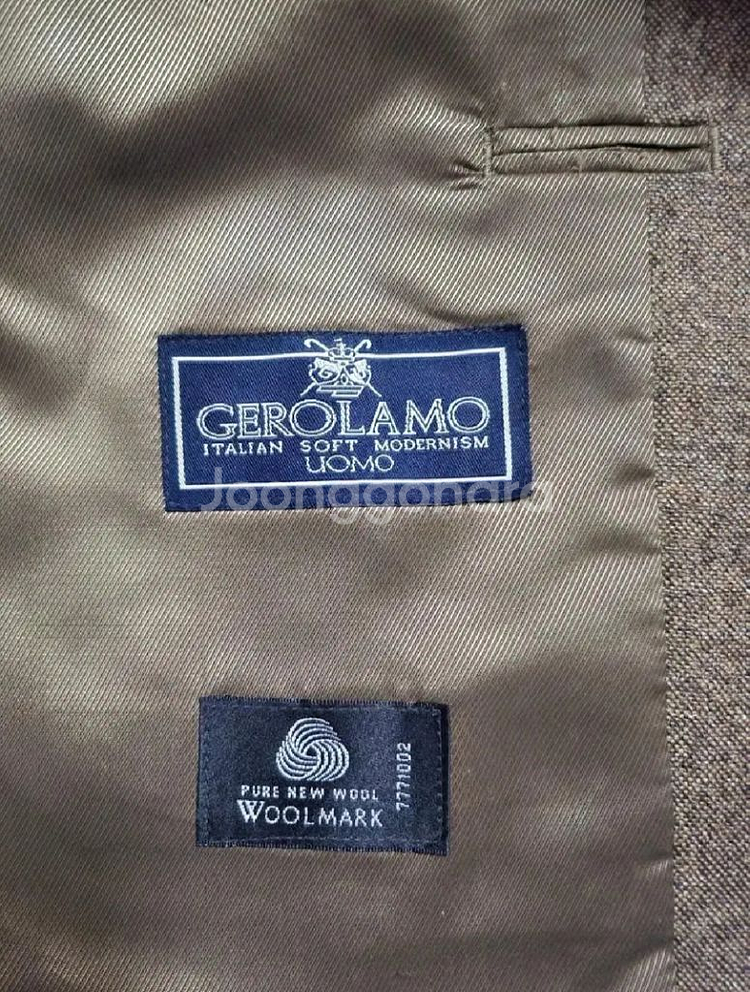 GEROLAMO
ITALIAN SOFT MODERNISM
UOMO
Joonggonara
PURE NEW WOOL
WOOLMARK
7771002